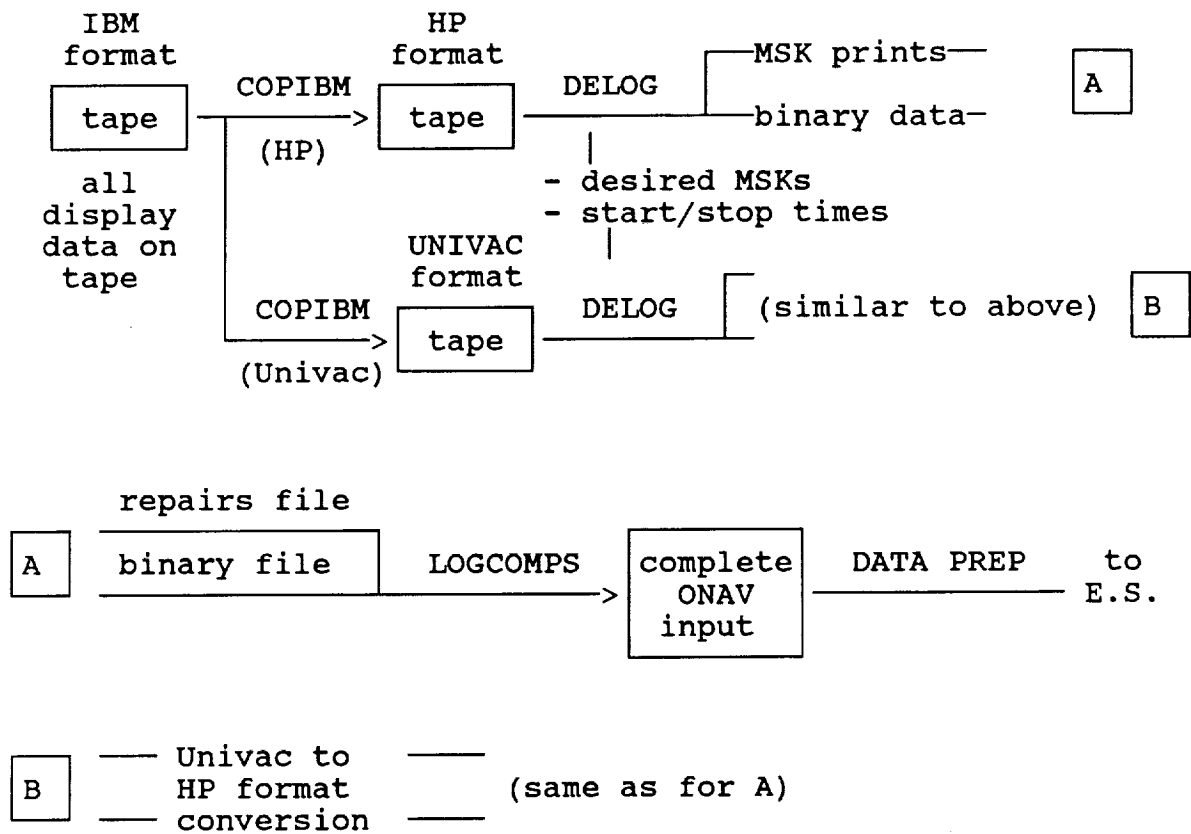 IBM
format
tape
all
display
data on
tape
COPIBM
(HP)
HP
format
tape
DELOG
MSK prints
binary data
A
- desired MSKs
- start/stop times
COPIBM
(Univac)
UNIVAC
format
tape
DELOG
(similar to above)
B
A
repairs file
binary file
LOGCOMPS
complete
ONAV
input
DATA PREP
to
E.S.
B
Univac to
HP format
conversion
(same as for A)